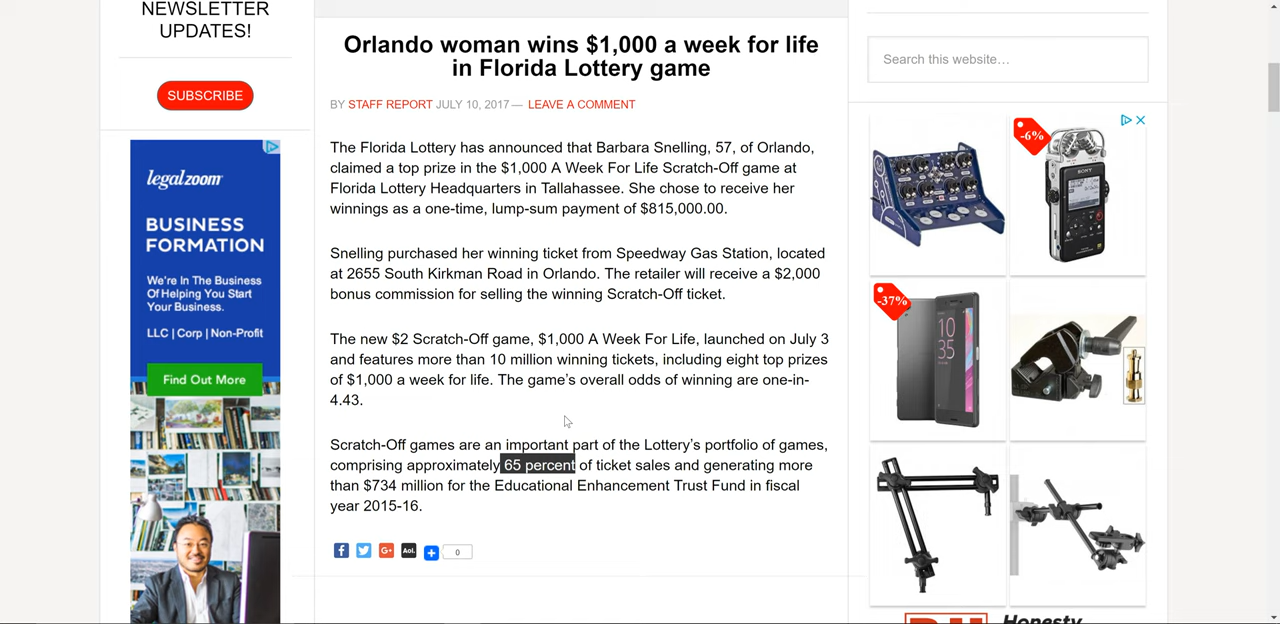 NEWSLETTER
UPDATES!
SUBSCRIBE
legalzoom
BUSINESS
FORMATION
We're In The Business
Of Helping You Start
Your Business.
LLC | Corp | Non-Profit
Find Out More
Orlando woman wins $1,000 a week for life
in Florida Lottery game
BY STAFF REPORT JULY 10, 2017 — LEAVE A COMMENT
The Florida Lottery has announced that Barbara Snelling, 57, of Orlando,
claimed a top prize in the $1,000 A Week For Life Scratch-Off game at
Florida Lottery Headquarters in Tallahassee. She chose to receive her
winnings as a one-time, lump-sum payment of $815,000.00.
Snelling purchased her winning ticket from Speedway Gas Station, located
at 2655 South Kirkman Road in Orlando. The retailer will receive a $2,000
bonus commission for selling the winning Scratch-Off ticket.
The new $2 Scratch-Off game, $1,000 A Week For Life, launched on July 3
and features more than 10 million winning tickets, including eight top prizes
of $1,000 a week for life. The game's overall odds of winning are one-in-
4.43.
Scratch-Off games are an important part of the Lottery's portfolio of games,
comprising approximately 65 percent of ticket sales and generating more
than $734 million for the Educational Enhancement Trust Fund in fiscal
year 2015-16.
Aol.
0
Search this website…
-6%
SONY
-37%
10
35
Honesty